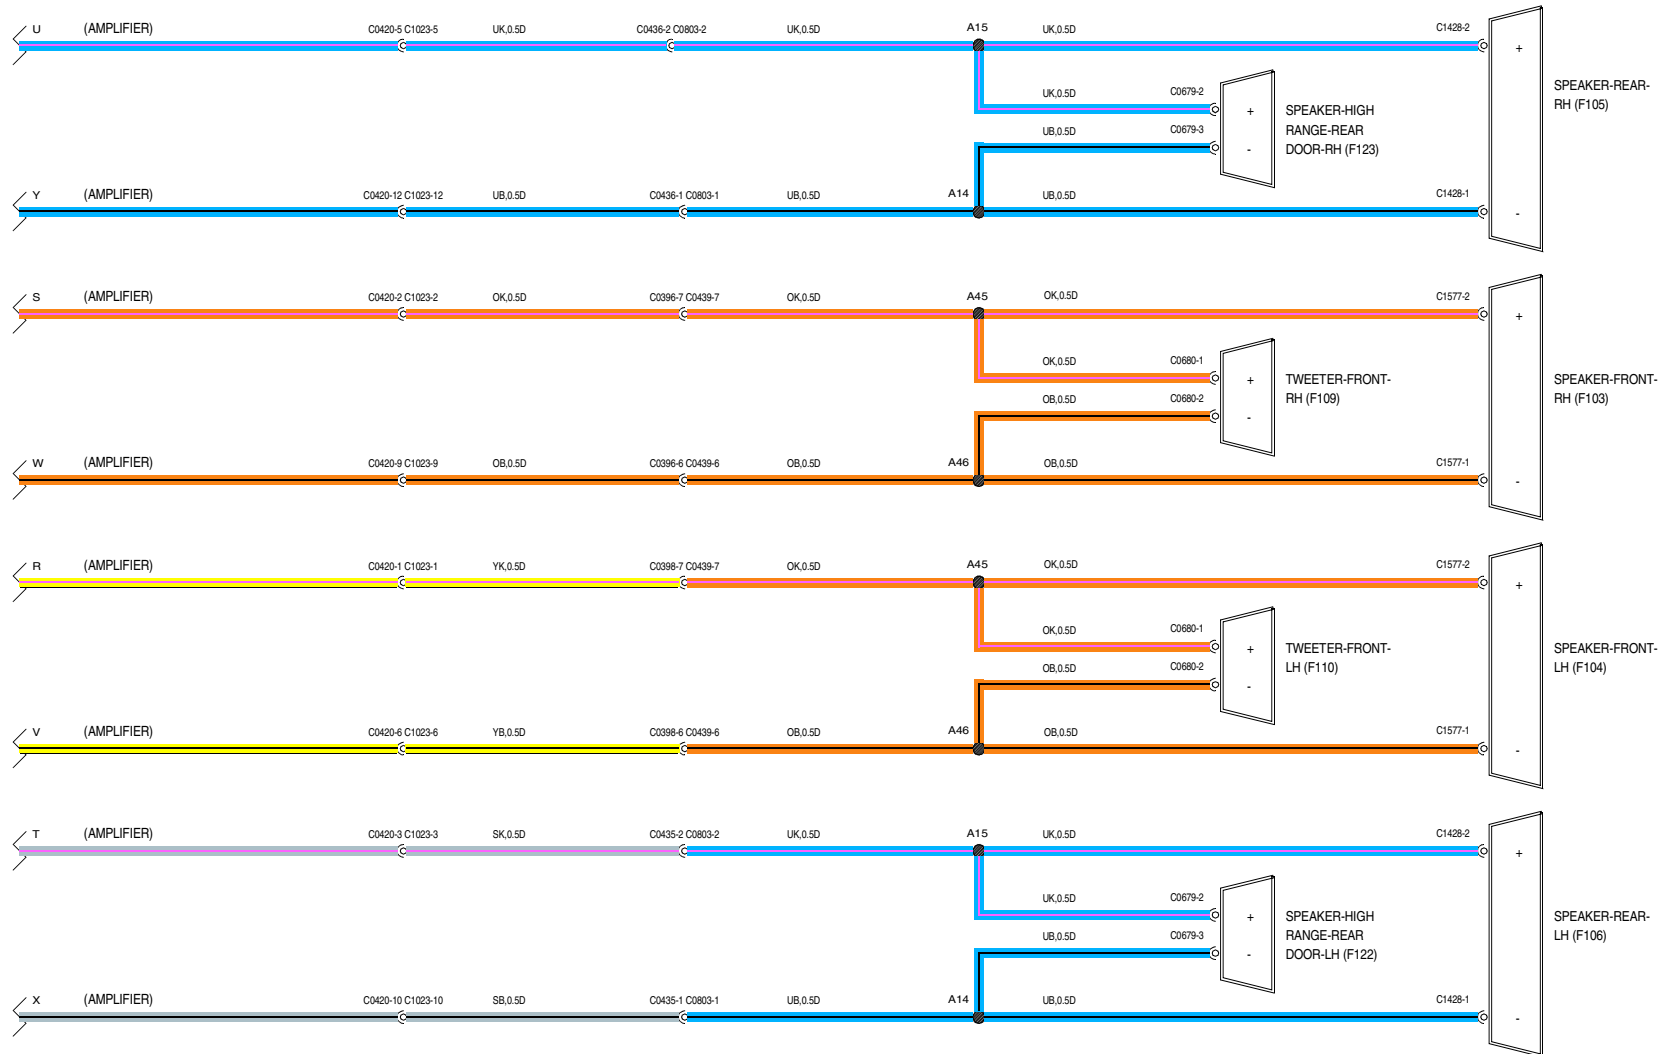 U (AMPLIFIER) C0420-5 C1023-5 UK,0.5D C0436-2 C0803-2 UK,0.5D A15 UK,0.5D C1428-2
+
UK,0.5D C0679-2
+
SPEAKER-HIGH
RANGE-REAR
DOOR-RH (F123)
UB,0.5D C0679-3
-
SPEAKER-REAR-
RH (F105)
Y (AMPLIFIER) C0420-12 C1023-12 UB,0.5D C0436-1 C0803-1 UB,0.5D A14 UB,0.5D C1428-1
-
S (AMPLIFIER) C0420-2 C1023-2 OK,0.5D C0396-7 C0439-7 OK,0.5D A45 OK,0.5D C1577-2
+
OK,0.5D C0680-1
+
TWEETER-FRONT-
RH (F109)
OB,0.5D C0680-2
-
SPEAKER-FRONT-
RH (F103)
W (AMPLIFIER) C0420-9 C1023-9 OB,0.5D C0396-6 C0439-6 OB,0.5D A46 OB,0.5D C1577-1
-
R (AMPLIFIER) C0420-1 C1023-1 YK,0.5D C0398-7 C0439-7 OK,0.5D A45 OK,0.5D C1577-2
+
OK,0.5D C0680-1
+
TWEETER-FRONT-
LH (F110)
OB,0.5D C0680-2
-
SPEAKER-FRONT-
LH (F104)
V (AMPLIFIER) C0420-6 C1023-6 YB,0.5D C0398-6 C0439-6 OB,0.5D A46 OB,0.5D C1577-1
-
T (AMPLIFIER) C0420-3 C1023-3 SK,0.5D C0435-2 C0803-2 UK,0.5D A15 UK,0.5D C1428-2
+
UK,0.5D C0679-2
+
SPEAKER-HIGH
RANGE-REAR
DOOR-LH (F122)
UB,0.5D C0679-3
-
SPEAKER-REAR-
LH (F106)
X (AMPLIFIER) C0420-10 C1023-10 SB,0.5D C0435-1 C0803-1 UB,0.5D A14 UB,0.5D C1428-1
-